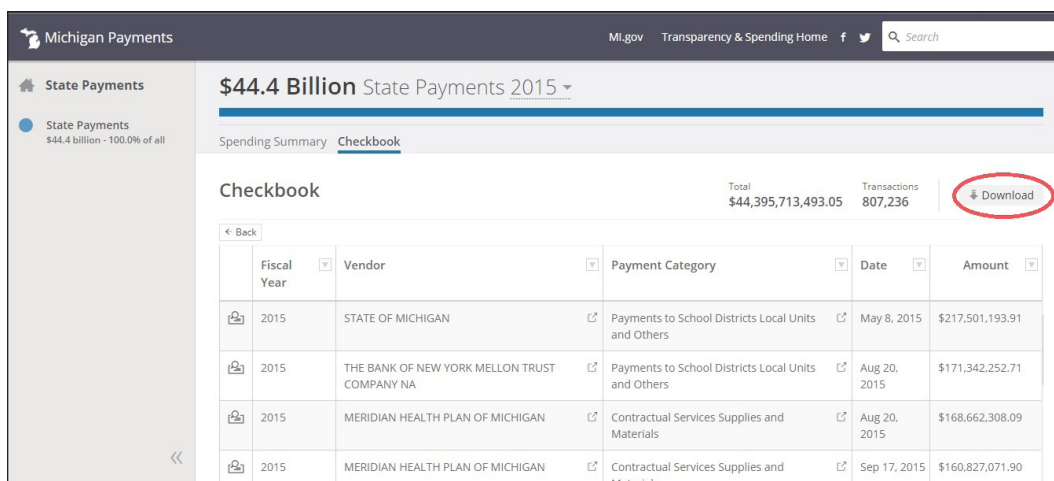 Michigan Payments
MI.gov Transparency & Spending Home f Search
State Payments
State Payments
$44.4 billion - 100.0% of all
$44.4 Billion State Payments 2015
Spending Summary Checkbook
Checkbook
Total
$44,395,713,493.05
Transactions
807,236
Download
← Back
Fiscal Year Vendor Payment Category Date Amount
2015 STATE OF MICHIGAN Payments to School Districts Local Units and Others May 8, 2015 $217,501,193.91
2015 THE BANK OF NEW YORK MELLON TRUST COMPANY NA Payments to School Districts Local Units and Others Aug 20, 2015 $171,342,252.71
2015 MERIDIAN HEALTH PLAN OF MICHIGAN Contractual Services Supplies and Materials Aug 20, 2015 $168,662,308.09
2015 MERIDIAN HEALTH PLAN OF MICHIGAN Contractual Services Supplies and Sep 17, 2015 $160,827,071.90